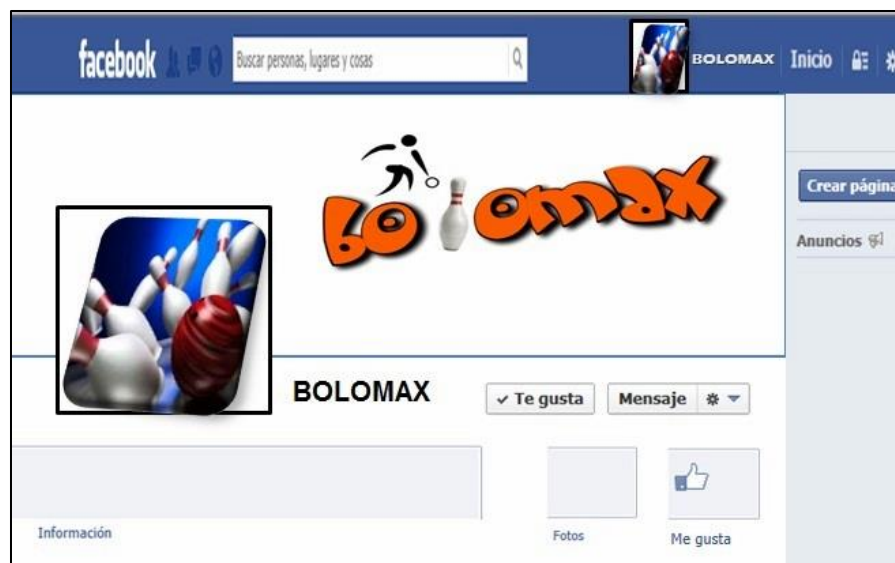 facebook
Buscar personas, lugares y cosas
BOLOMAX
Inicio
bolomax
Crear página
Anuncios
BOLOMAX
✓ Te gusta
Mensaje
Información
Fotos
Me gusta